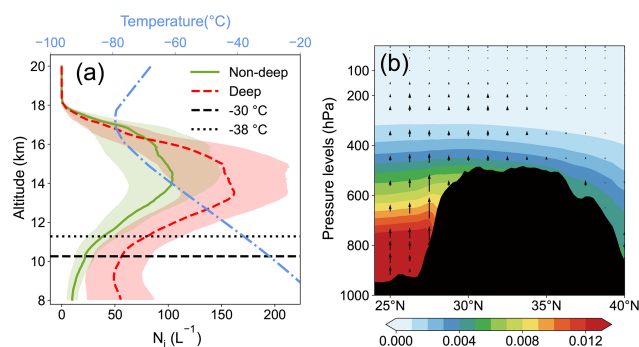 Temperature(°C)
−100 −80 −60 −40 −20
(a)
Non-deep
Deep
-30 °C
-38 °C
20
18
16
14
12
10
8
Altitude (km)
0 50 100 150 200
Nᵢ (L⁻¹)
(b)
100
200
400
600
800
1000
Pressure levels (hPa)
25°N 30°N 35°N 40°N
0.000 0.004 0.008 0.012